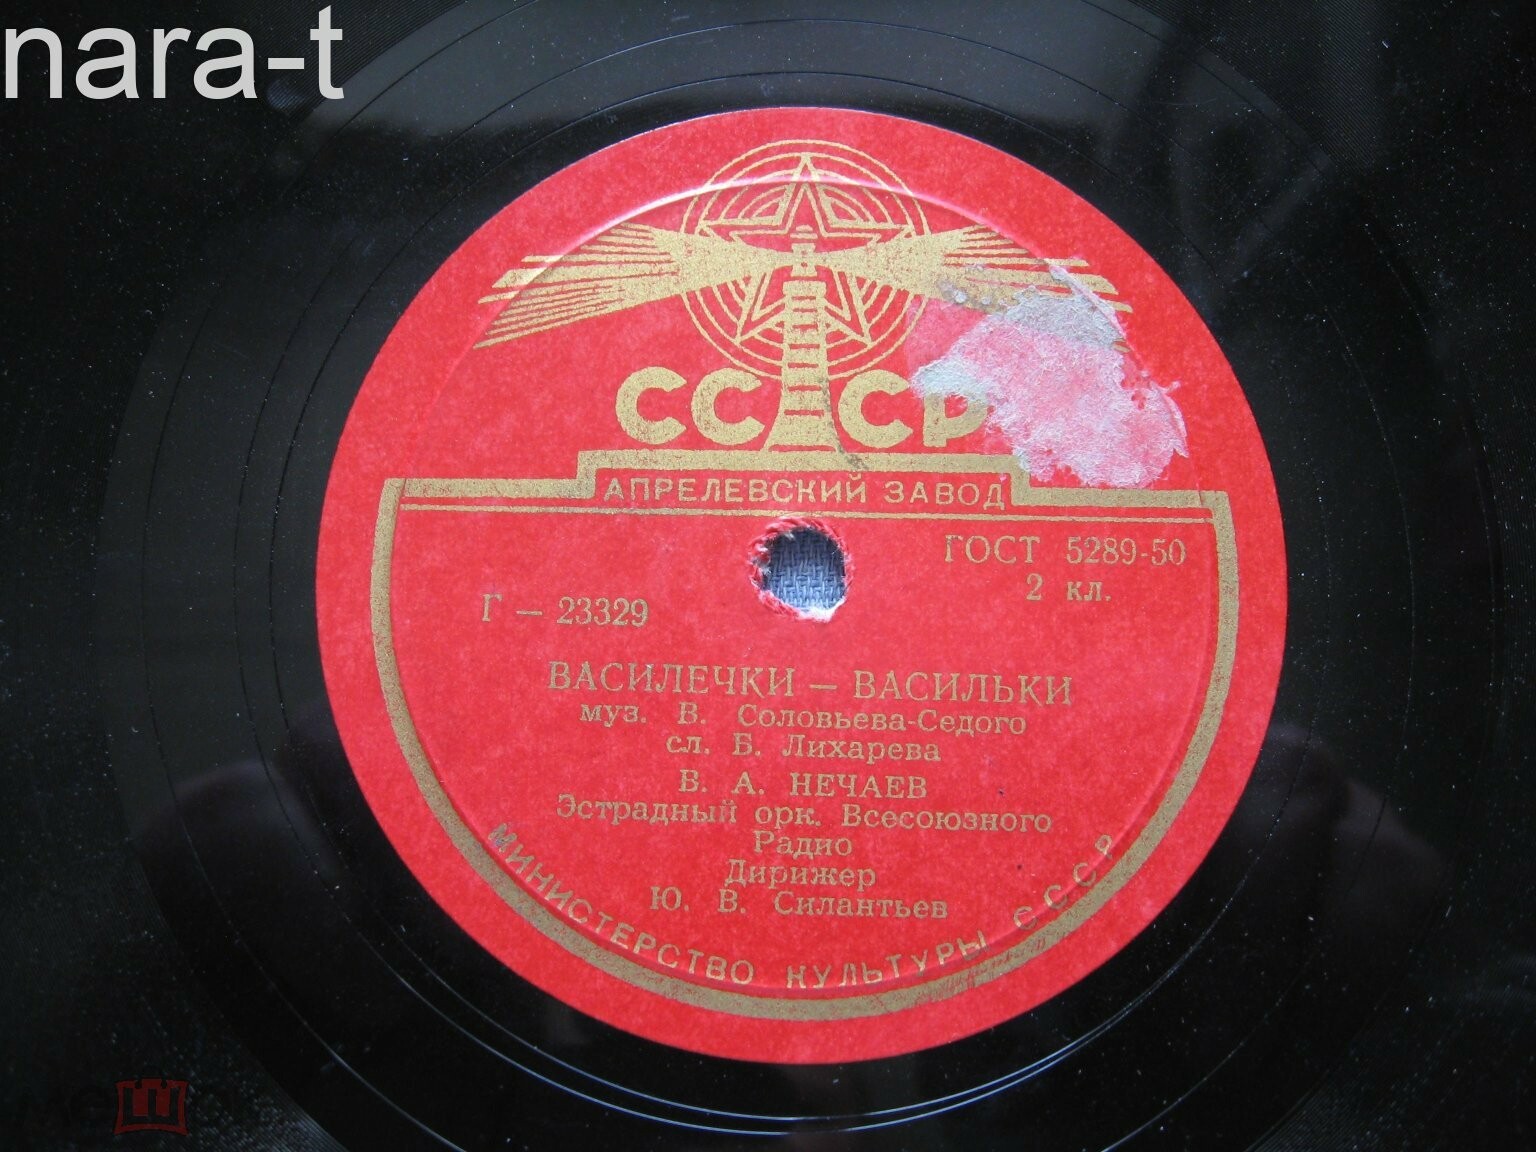 nara-t
СССР
АПРЕЛЕВСКИЙ ЗАВОД
ГОСТ 5289-50
2 кл.
Г — 23329
ВАСИЛЕЧКИ — ВАСИЛЬКИ
муз. В. Соловьева-Седого
сл. Б. Лихарева
В. А. НЕЧАЕВ
Эстрадный орк. Всесоюзного
Радио
Дирижер
Ю. В. Силантьев
МИНИСТЕРСТВО КУЛЬТУРЫ СССР